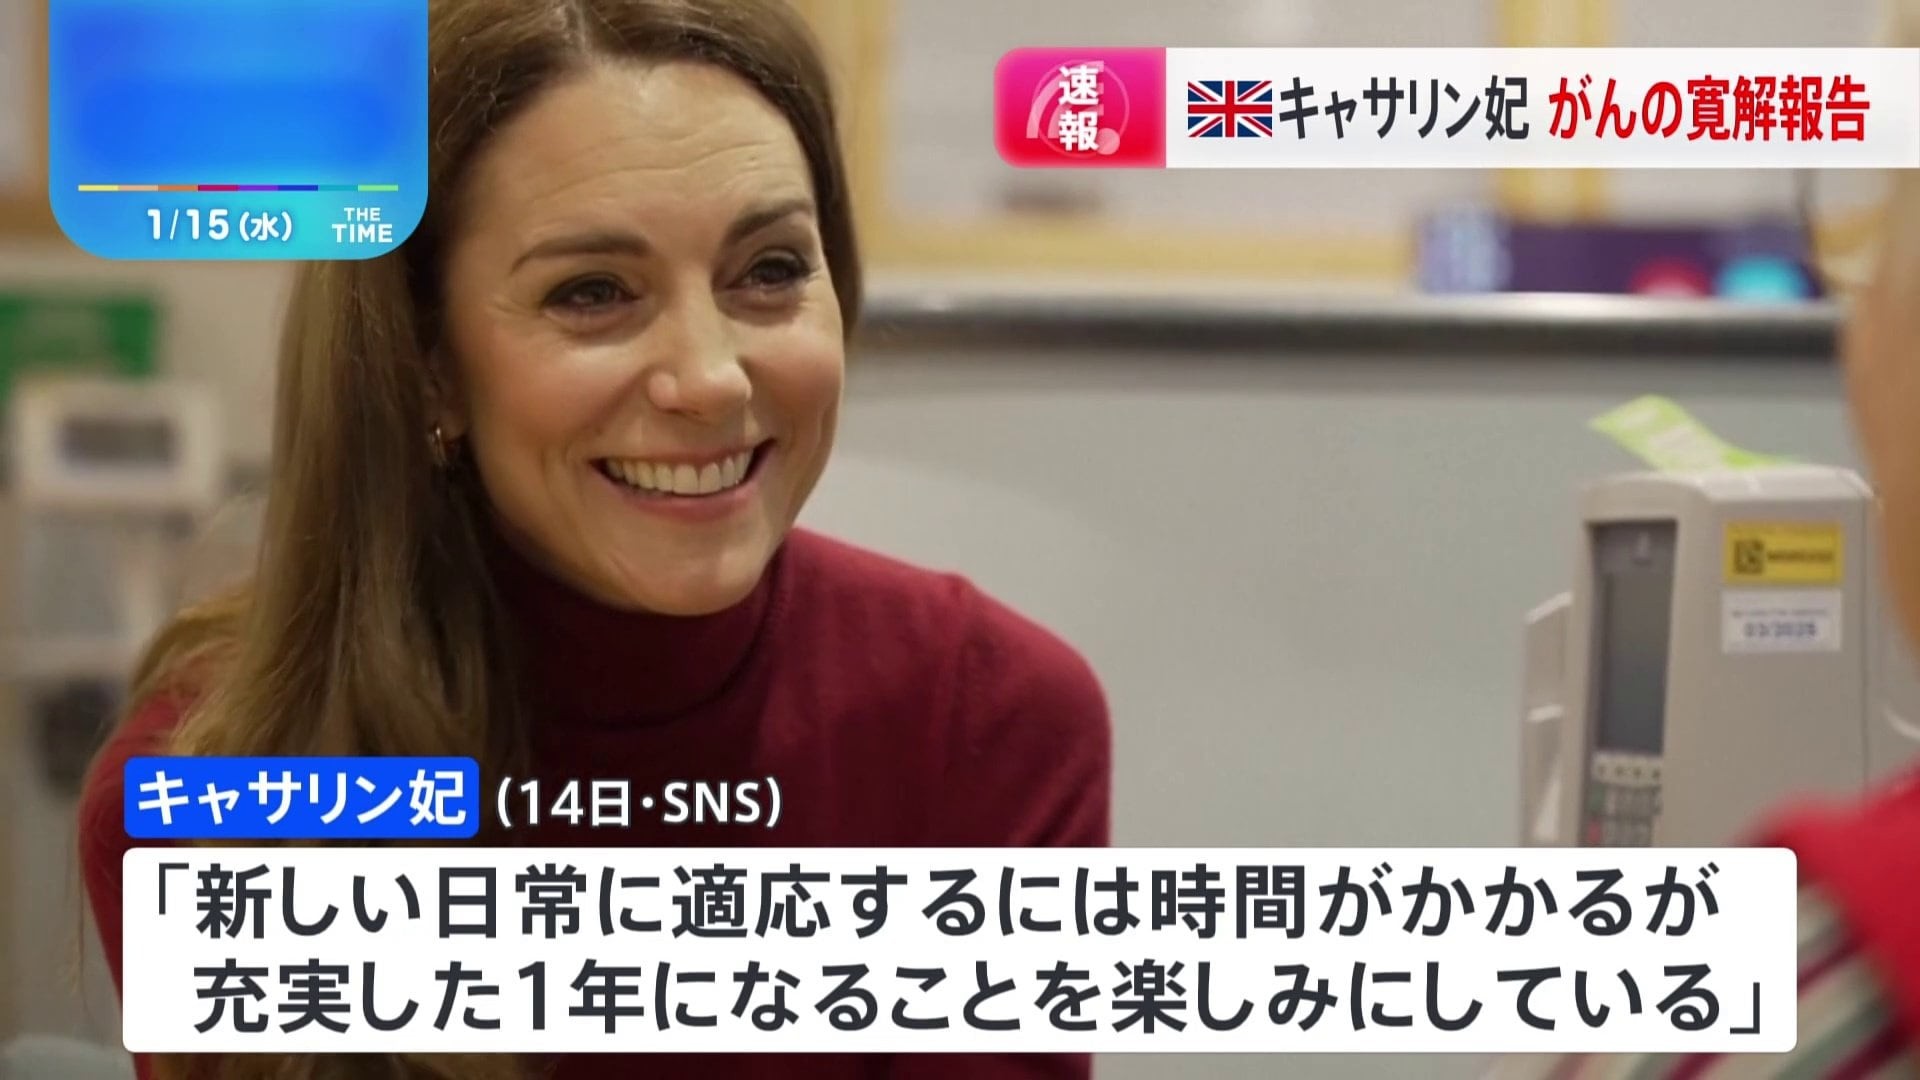 1/15(水)
THE
TIME
速報
キャサリン妃 がんの寛解報告
03/2025
キャサリン妃 (14日・SNS)
「新しい日常に適応するには時間がかかるが
充実した1年になることを楽しみにしている」